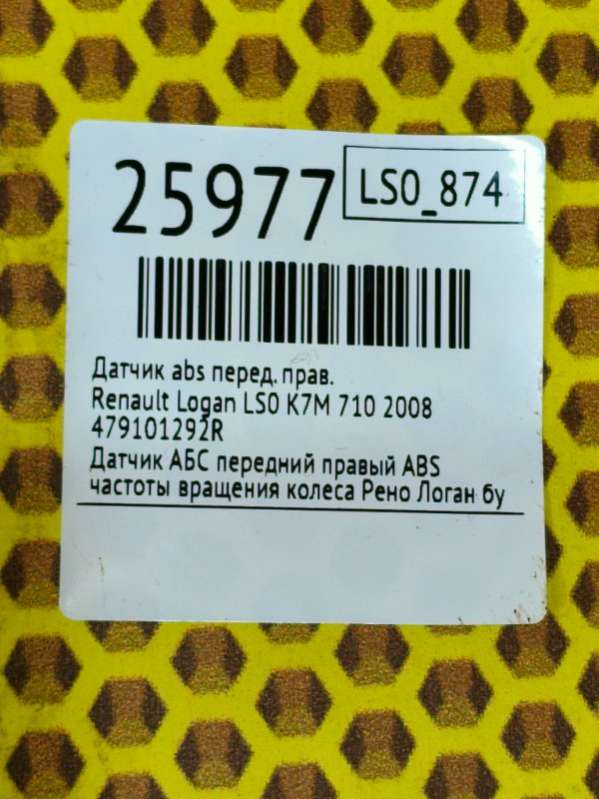 25977
LS0_874
Датчик abs перед. прав.
Renault Logan LS0 K7M 710 2008
479101292R
Датчик АБС передний правый ABS
частоты вращения колеса Рено Логан бу